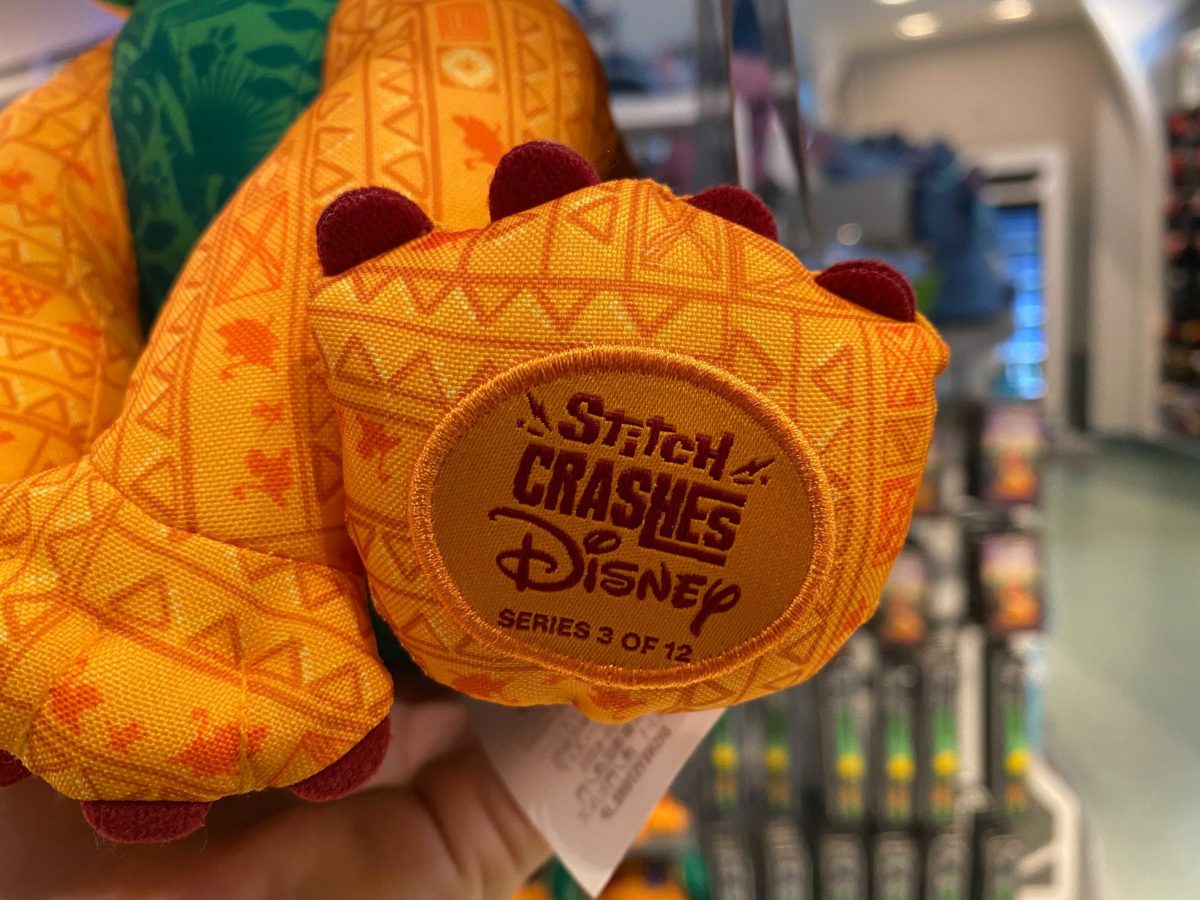 STITCH
CRASHES
DISNEY
SERIES 3 OF 12